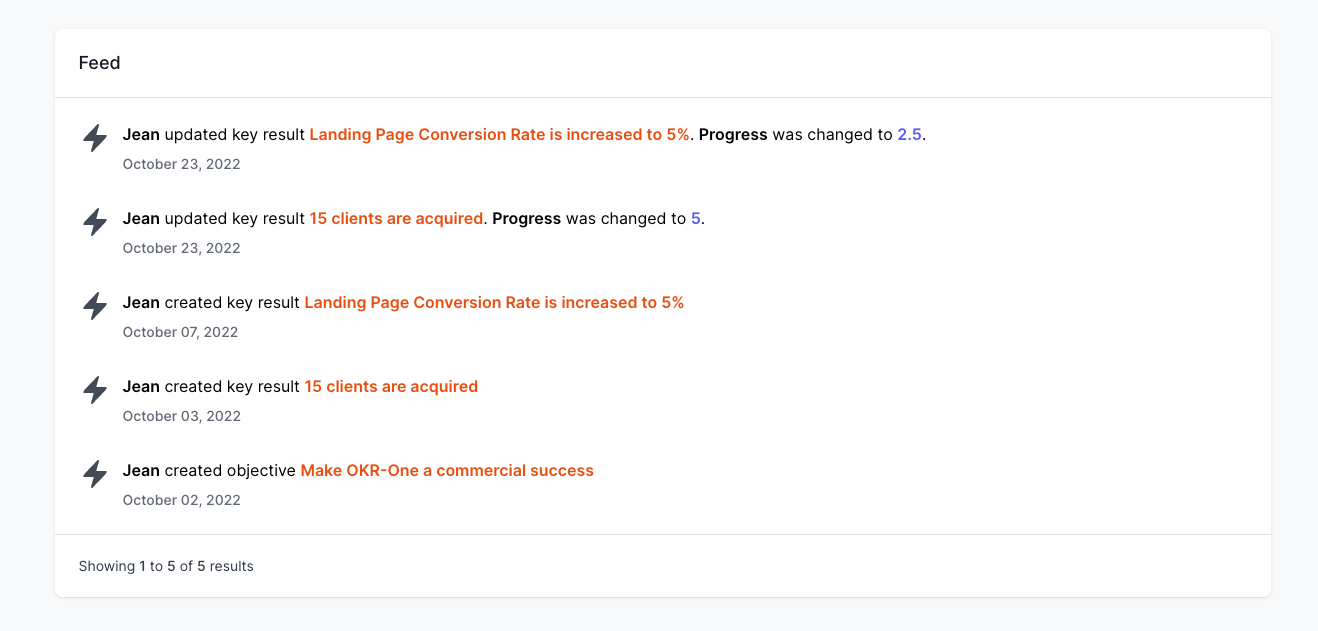 Feed
Jean updated key result Landing Page Conversion Rate is increased to 5%. Progress was changed to 2.5.
October 23, 2022
Jean updated key result 15 clients are acquired. Progress was changed to 5.
October 23, 2022
Jean created key result Landing Page Conversion Rate is increased to 5%
October 07, 2022
Jean created key result 15 clients are acquired
October 03, 2022
Jean created objective Make OKR-One a commercial success
October 02, 2022
Showing 1 to 5 of 5 results